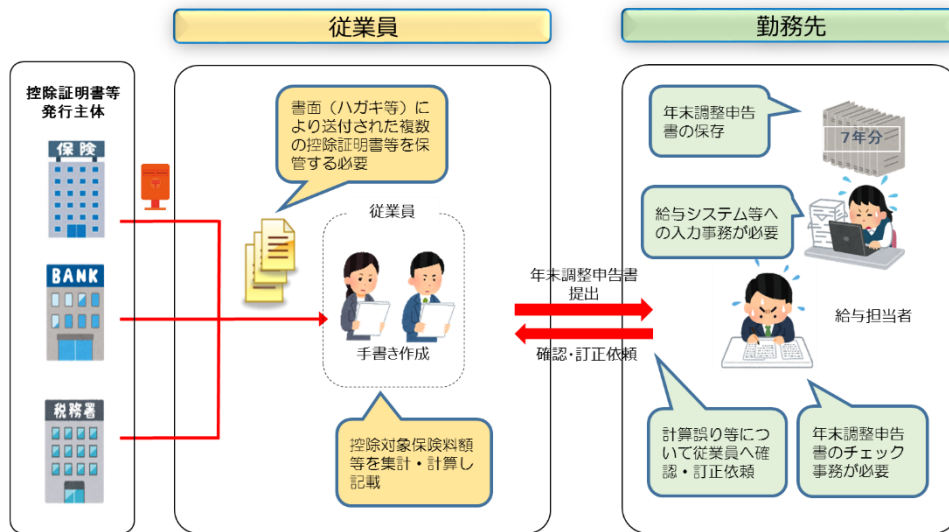 従業員
勤務先
控除証明書等
発行主体
保険
BANK
税務署
書面（ハガキ等）に
より送付された複数
の控除証明書等を保
管する必要
従業員
手書き作成
控除対象保険料額
等を集計・計算し
記載
年末調整申告書
提出
確認・訂正依頼
年末調整申告
書の保存
7年分
給与システム等へ
の入力事務が必要
給与担当者
計算誤り等につ
いて従業員へ確
認・訂正依頼
年末調整申告
書のチェック
事務が必要